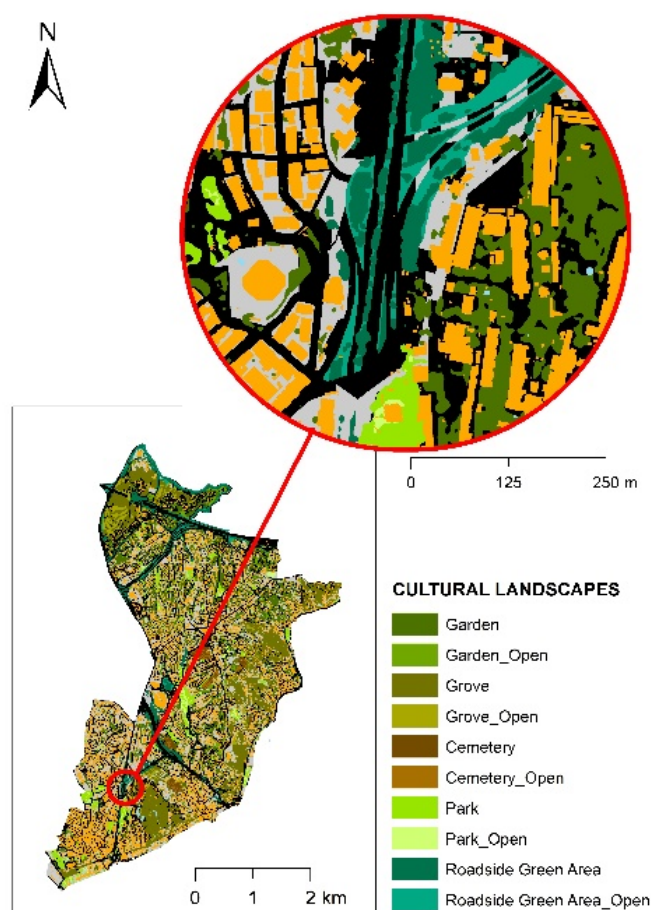 N
0 125 250 m
CULTURAL LANDSCAPES
Garden
Garden_Open
Grove
Grove_Open
Cemetery
Cemetery_Open
Park
Park_Open
Roadside Green Area
Roadside Green Area_Open
0 1 2 km